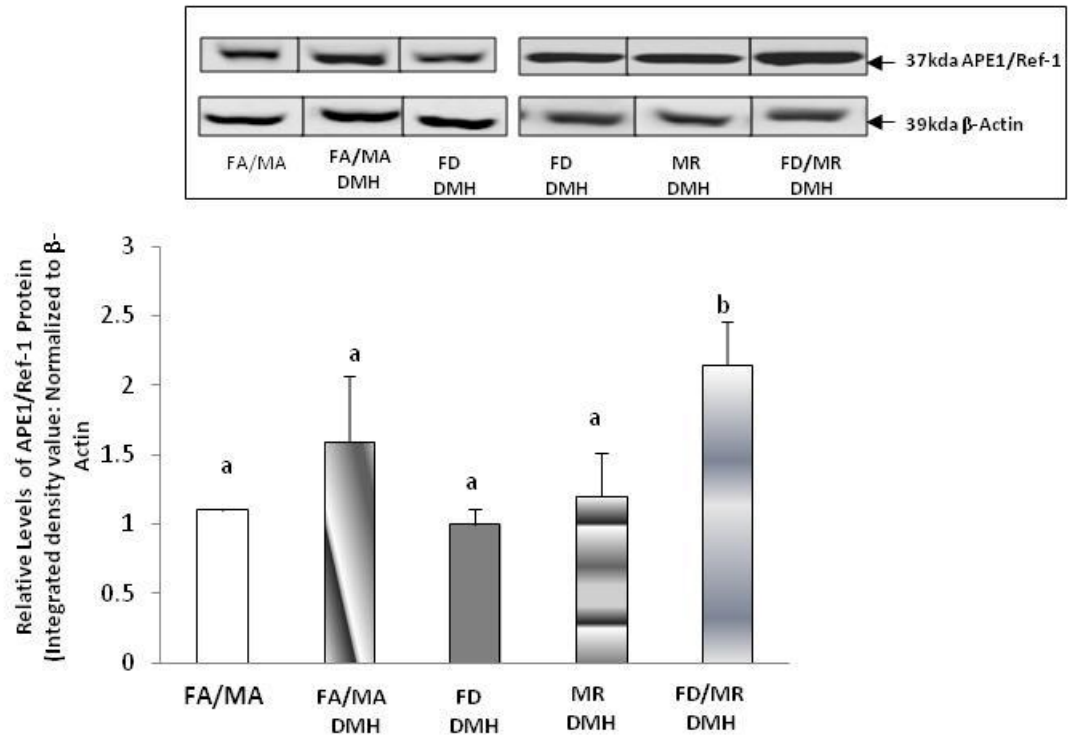 37kda APE1/Ref-1
39kda β-Actin
FA/MA
FA/MA
DMH
FD
DMH
FD
DMH
MR
DMH
FD/MR
DMH
Relative Levels of APE1/Ref-1 Protein
(Integrated density value: Normalized to β-
Actin
3
2.5
2
1.5
1
0.5
0
a
a
a
a
b
FA/MA
FA/MA
DMH
FD
DMH
MR
DMH
FD/MR
DMH